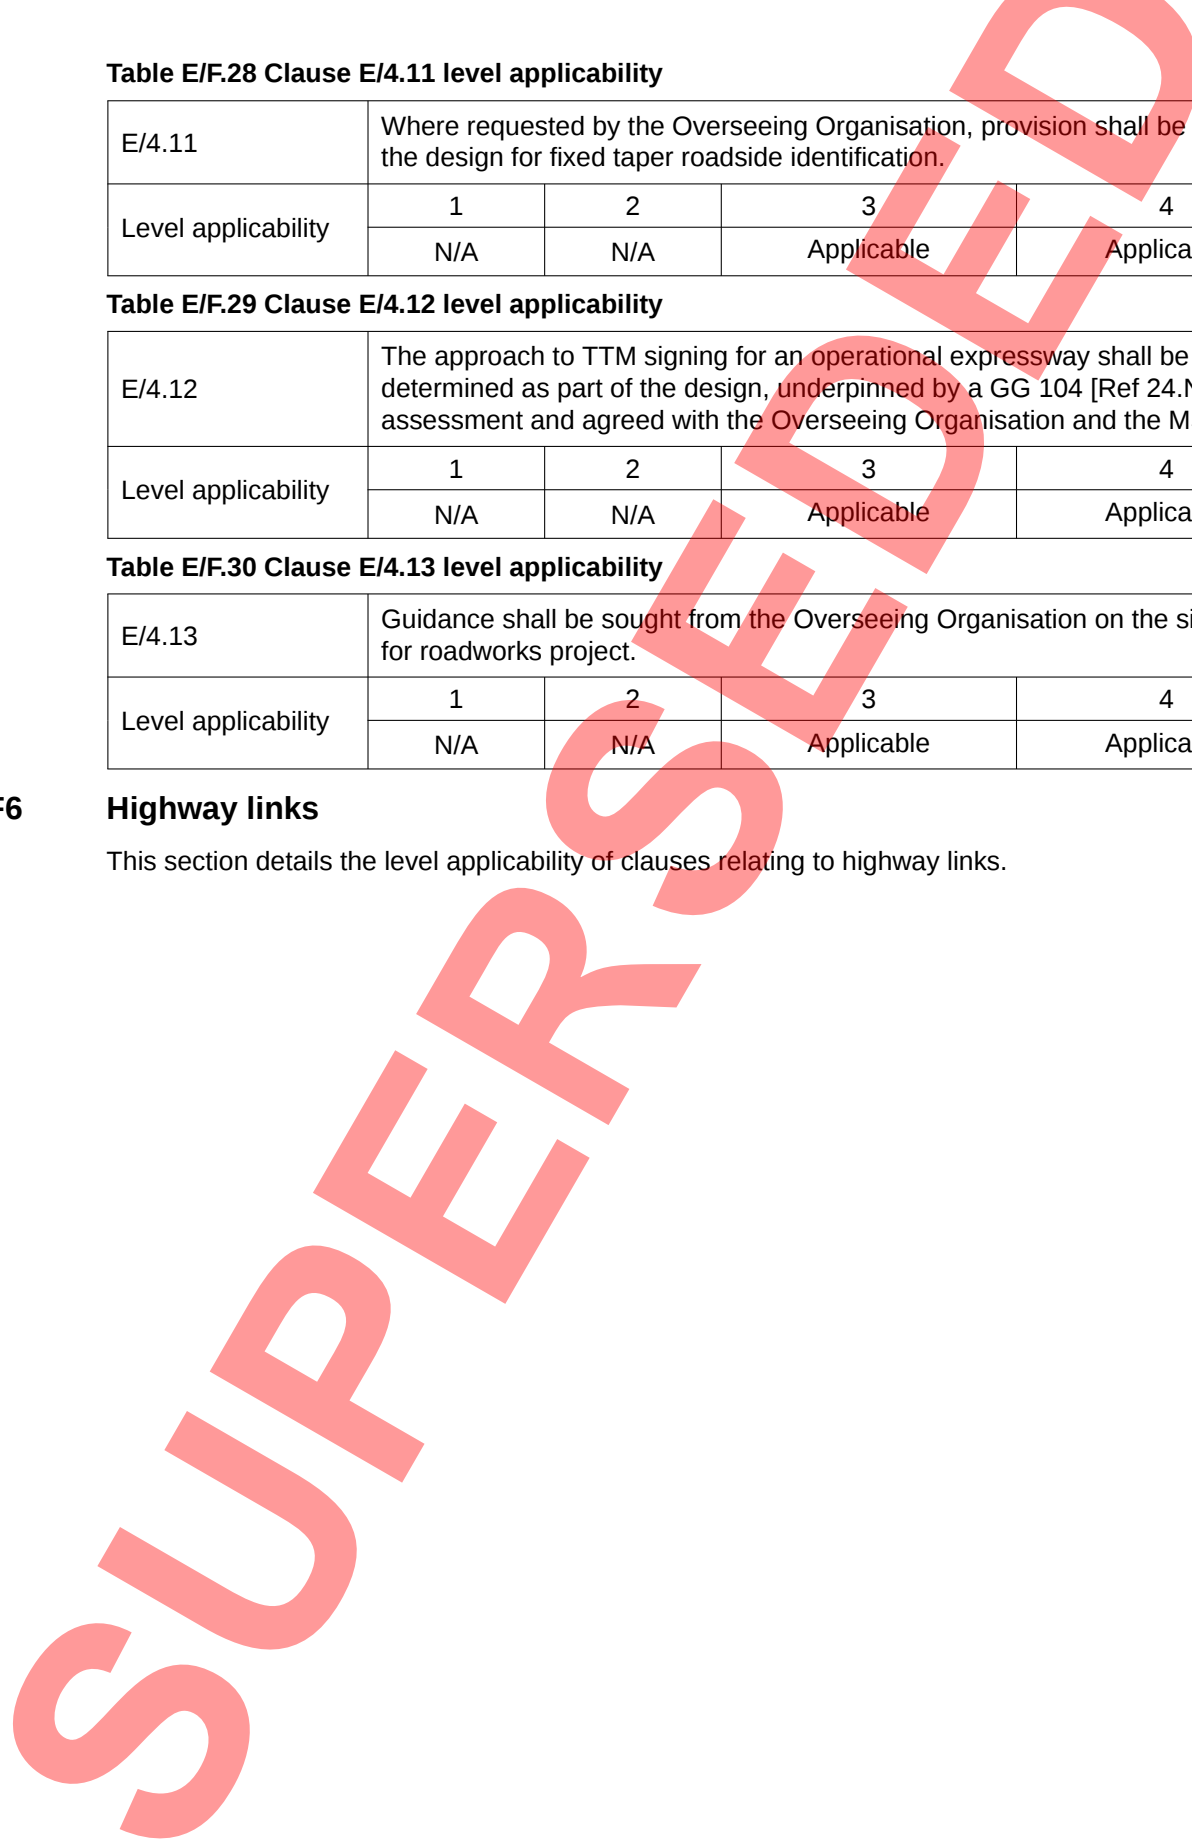 Table E/F.28 Clause E/4.11 level applicability
E/4.11
Where requested by the Overseeing Organisation, provision shall be
the design for fixed taper roadside identification.
Level applicability
1 2 3 4
N/A N/A Applicable Applica
Table E/F.29 Clause E/4.12 level applicability
E/4.12
The approach to TTM signing for an operational expressway shall be
determined as part of the design, underpinned by a GG 104 [Ref 24.N
assessment and agreed with the Overseeing Organisation and the M
Level applicability
1 2 3 4
N/A N/A Applicable Applica
Table E/F.30 Clause E/4.13 level applicability
E/4.13
Guidance shall be sought from the Overseeing Organisation on the si
for roadworks project.
Level applicability
1 2 3 4
N/A N/A Applicable Applica
F6 Highway links
This section details the level applicability of clauses relating to highway links.
SUPERSEDED